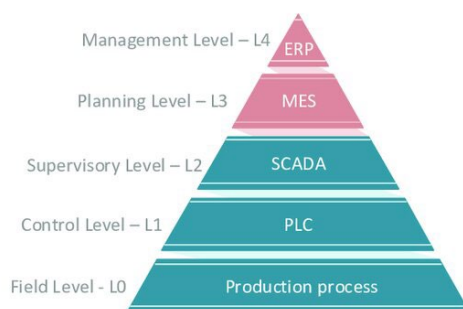 Management Level – L4
ERP
Planning Level – L3
MES
Supervisory Level – L2
SCADA
Control Level – L1
PLC
Field Level - L0
Production process